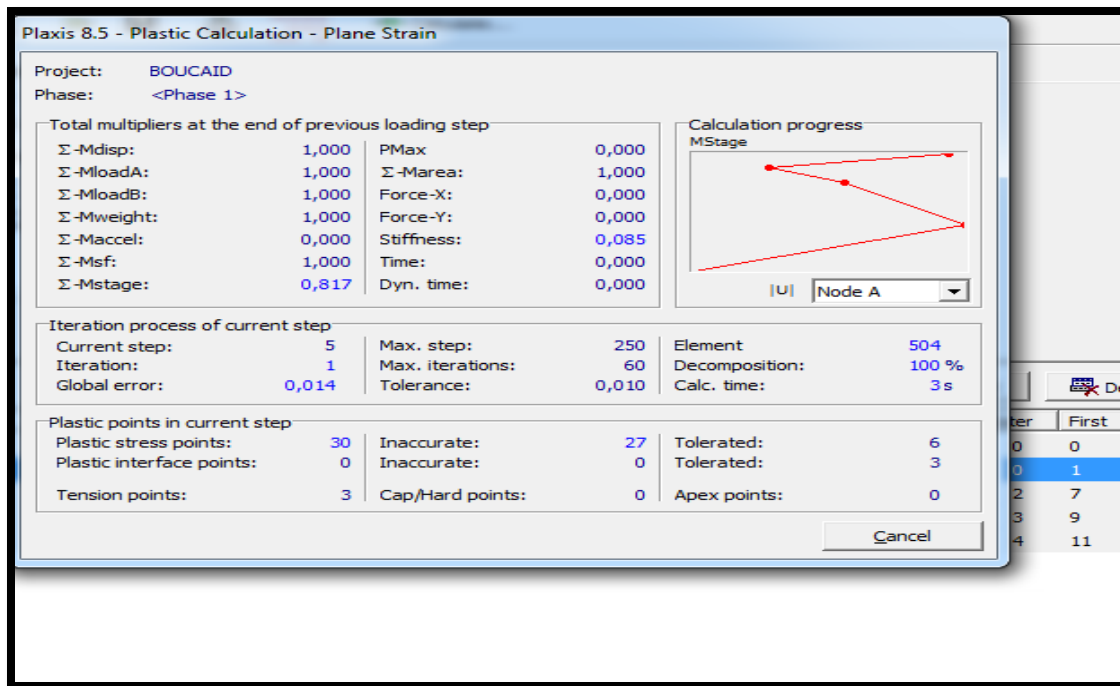 Plaxis 8.5 - Plastic Calculation - Plane Strain
Project: BOUCAID
Phase: <Phase 1>
Total multipliers at the end of previous loading step
Σ-Mdisp: 1,000 PMax 0,000
Σ-MloadA: 1,000 Σ-Marea: 1,000
Σ-MloadB: 1,000 Force-X: 0,000
Σ-Mweight: 1,000 Force-Y: 0,000
Σ-Maccel: 0,000 Stiffness: 0,085
Σ-Msf: 1,000 Time: 0,000
Σ-Mstage: 0,817 Dyn. time: 0,000
Calculation progress
MStage
|U| Node A
Iteration process of current step
Current step: 5 Max. step: 250 Element 504
Iteration: 1 Max. iterations: 60 Decomposition: 100 %
Global error: 0,014 Tolerance: 0,010 Calc. time: 3 s
Plastic points in current step
Plastic stress points: 30 Inaccurate: 27 Tolerated: 6
Plastic interface points: 0 Inaccurate: 0 Tolerated: 3
Tension points: 3 Cap/Hard points: 0 Apex points: 0
Cancel
First
0 0
0 1
2 7
3 9
4 11